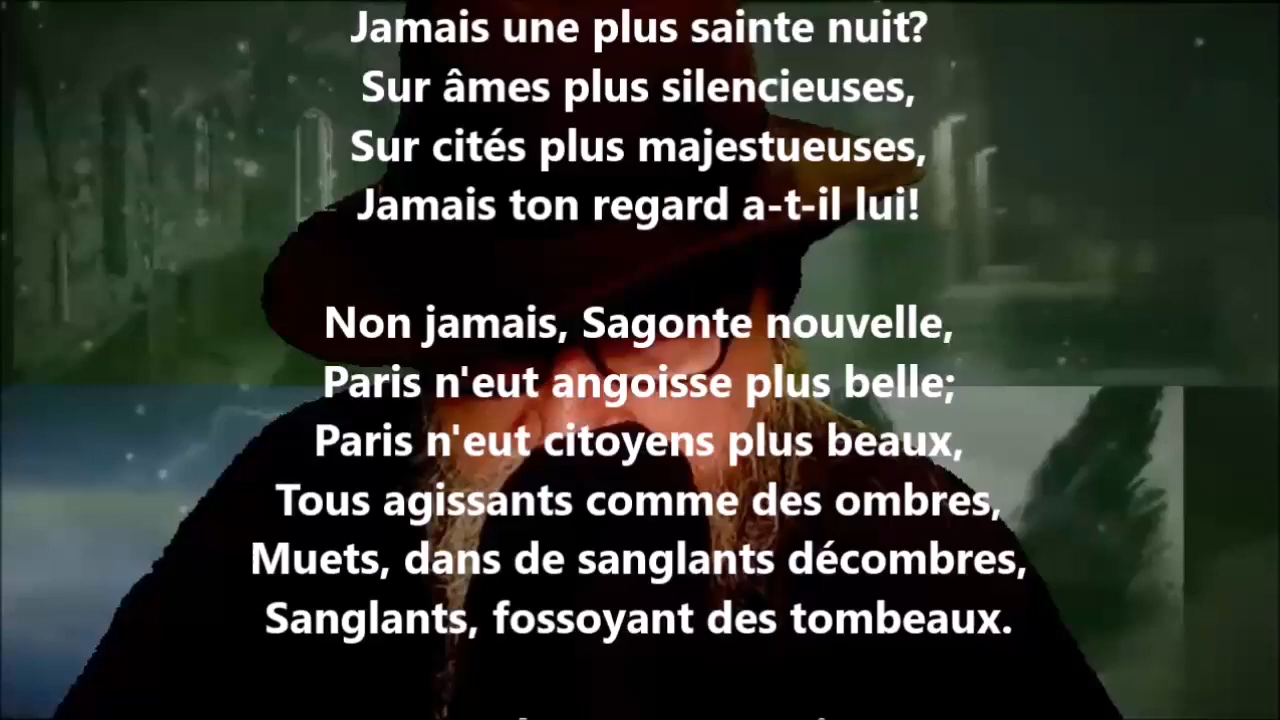 Jamais une plus sainte nuit?
Sur âmes plus silencieuses,
Sur cités plus majestueuses,
Jamais ton regard a-t-il lui!
Non jamais, Sagonte nouvelle,
Paris n'eut angoisse plus belle;
Paris n'eut citoyens plus beaux,
Tous agissants comme des ombres,
Muets, dans de sanglants décombres,
Sanglants, fossoyant des tombeaux.